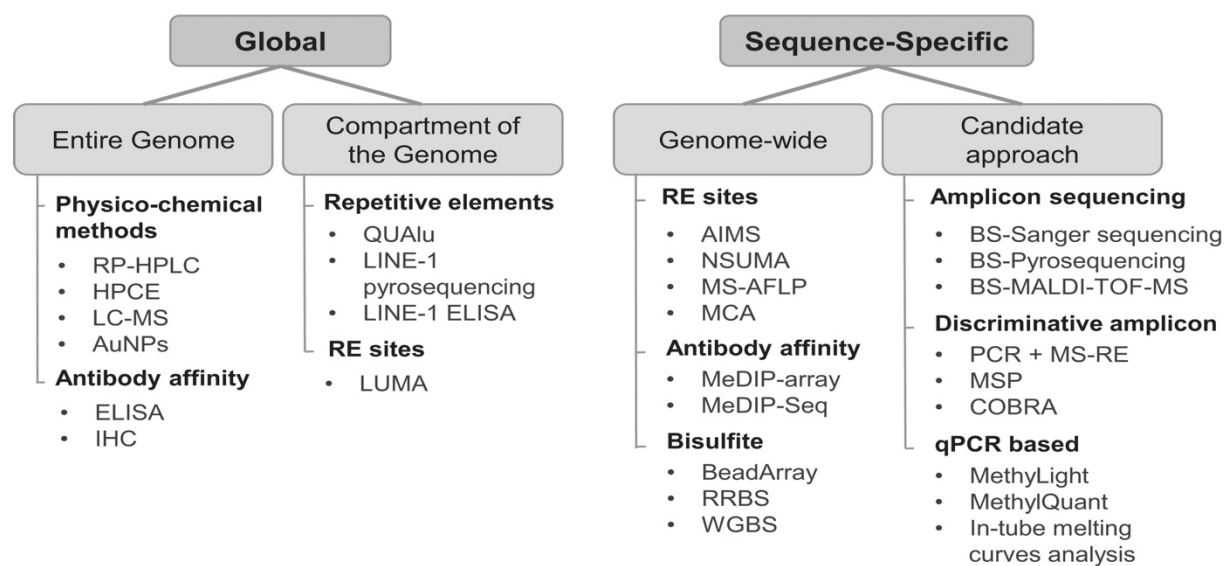 Global
Entire Genome
Physico-chemical
methods
• RP-HPLC
• HPCE
• LC-MS
• AuNPs
Antibody affinity
• ELISA
• IHC
Compartment of
the Genome
Repetitive elements
• QUAlu
• LINE-1
pyrosequencing
• LINE-1 ELISA
RE sites
• LUMA
Sequence-Specific
Genome-wide
RE sites
• AIMS
• NSUMA
• MS-AFLP
• MCA
Antibody affinity
• MeDIP-array
• MeDIP-Seq
Bisulfite
• BeadArray
• RRBS
• WGBS
Candidate
approach
Amplicon sequencing
• BS-Sanger sequencing
• BS-Pyrosequencing
• BS-MALDI-TOF-MS
Discriminative amplicon
• PCR + MS-RE
• MSP
• COBRA
qPCR based
• MethyLight
• MethylQuant
• In-tube melting
curves analysis